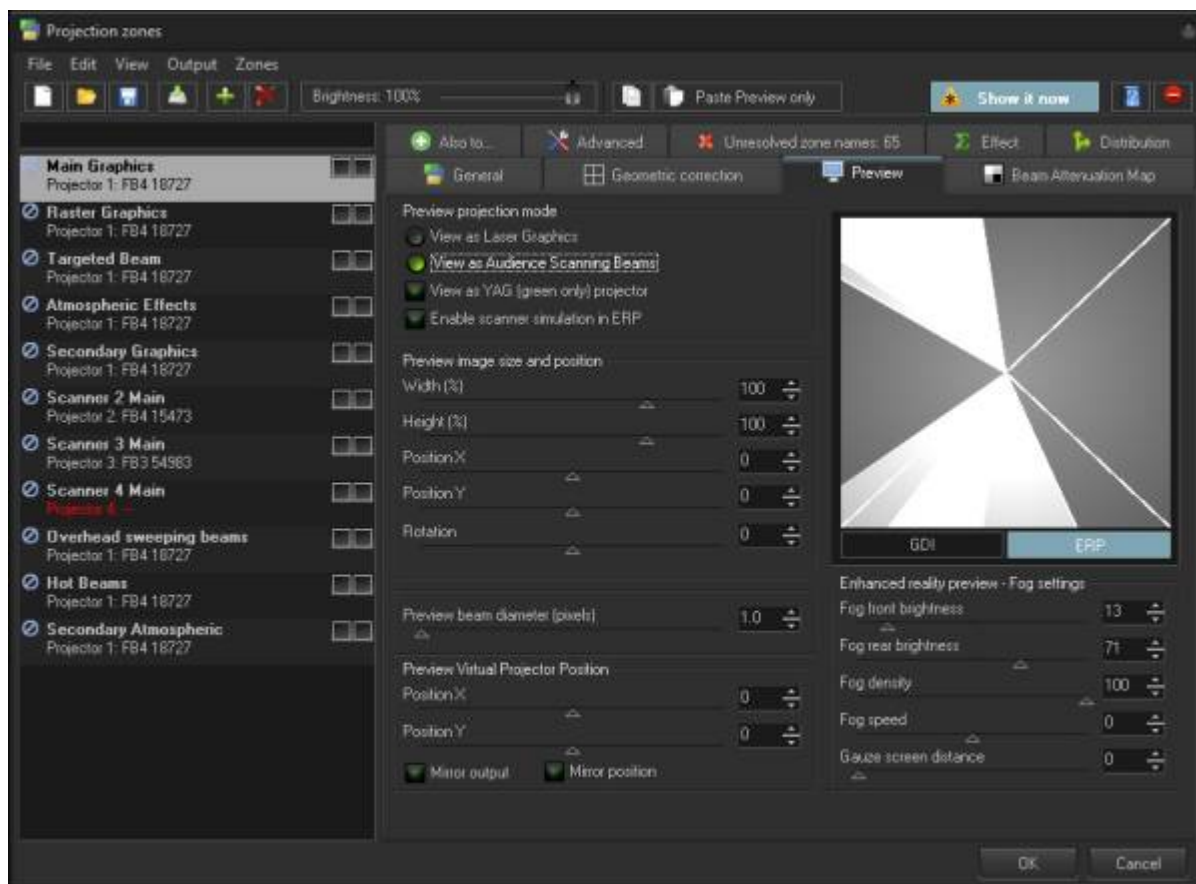 Projection zones
File Edit View Output Zones
Brightness: 100% Paste Preview only Show it now
Also to... Advanced Unresolved zone names: 65 Effect Distribution
General Geometric correction Preview Beam Attenuation Map
Main Graphics
Projector 1: FB4 18727
Raster Graphics
Projector 1: FB4 18727
Targeted Beam
Projector 1: FB4 18727
Atmospheric Effects
Projector 1: FB4 18727
Secondary Graphics
Projector 1: FB4 18727
Scanner 2 Main
Projector 2: FB4 15473
Scanner 3 Main
Projector 3: FB3 54983
Scanner 4 Main
Projector 4: --
Overhead sweeping beams
Projector 1: FB4 18727
Hot Beams
Projector 1: FB4 18727
Secondary Atmospheric
Projector 1: FB4 18727
Preview projection mode
View as Laser Graphics
View as Audience Scanning Beams
View as YAG (green only) projector
Enable scanner simulation in ERP
Preview image size and position
Width (%) 100
Height (%) 100
Position X 0
Position Y 0
Rotation 0
Preview beam diameter (pixels) 1.0
Preview Virtual Projector Position
Position X 0
Position Y 0
Mirror output Mirror position
GDI ERP
Enhanced reality preview - Fog settings
Fog front brightness 13
Fog rear brightness 71
Fog density 100
Fog speed 0
Gauze screen distance 0
OK Cancel